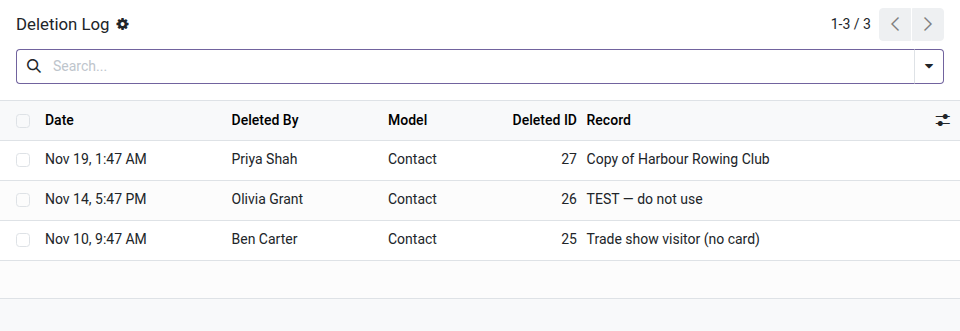 Deletion Log 1-3 / 3
Search...
Date Deleted By Model Deleted ID Record
Nov 19, 1:47 AM Priya Shah Contact 27 Copy of Harbour Rowing Club
Nov 14, 5:47 PM Olivia Grant Contact 26 TEST — do not use
Nov 10, 9:47 AM Ben Carter Contact 25 Trade show visitor (no card)